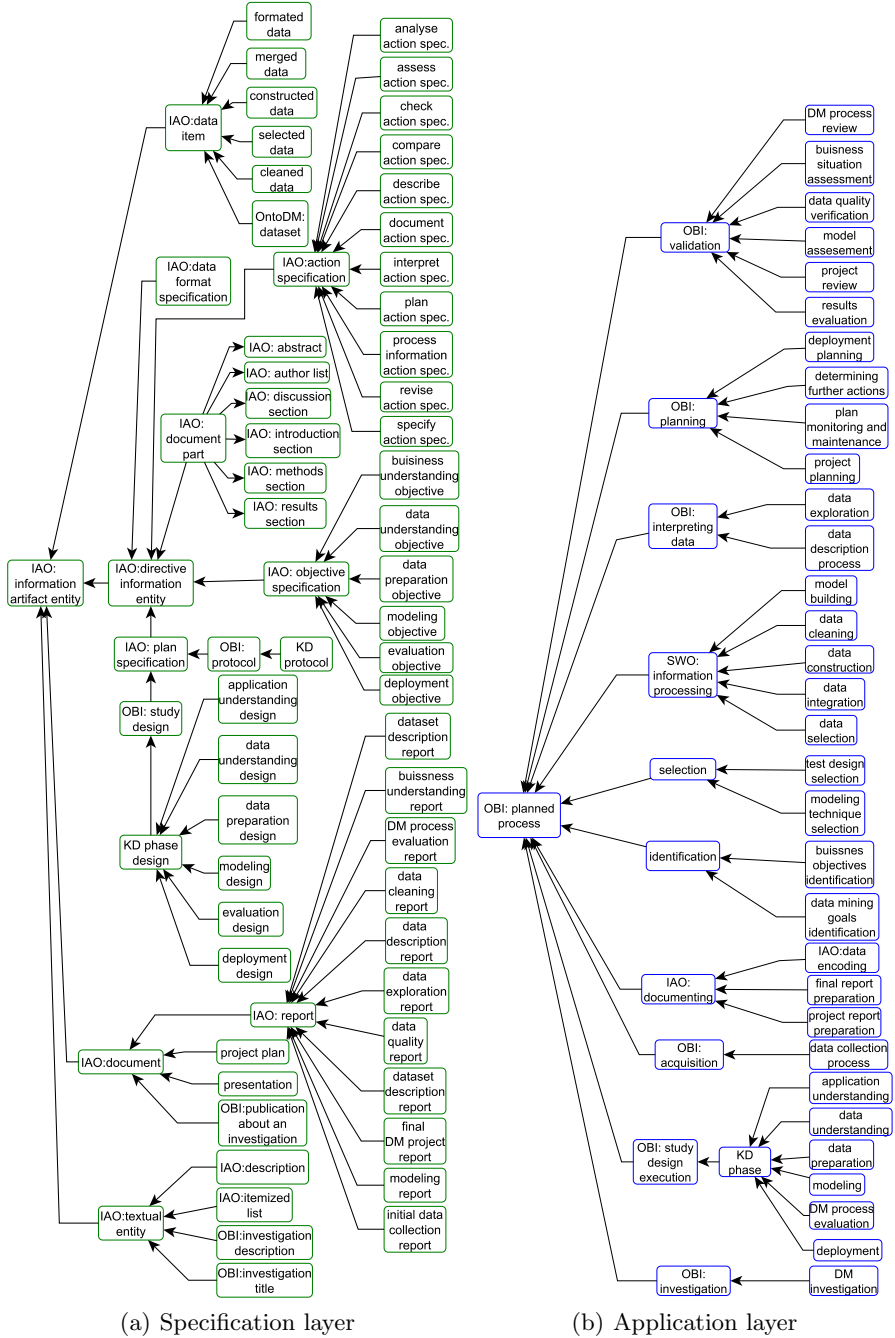 formated
data
merged
data
constructed
data
IAO:data
item
selected
data
cleaned
data
OntoDM:
dataset
analyse
action spec.
assess
action spec.
check
action spec.
compare
action spec.
describe
action spec.
document
action spec.
IAO:action
specification
interpret
action spec.
plan
action spec.
process
information
action spec.
revise
action spec.
specify
action spec.
IAO:data
format
specification
IAO: abstract
IAO: author list
IAO: discussion
section
IAO:
document
part
IAO: introduction
section
IAO: methods
section
IAO: results
section
buisiness
understanding
objective
data
understanding
objective
IAO:
information
artifact entity
IAO:directive
information
entity
IAO: objective
specification
data
preparation
objective
modeling
objective
evaluation
objective
deployment
objective
IAO: plan
specification
OBI:
protocol
KD
protocol
OBI: study
design
application
understanding
design
data
understanding
design
data
preparation
design
KD phase
design
modeling
design
evaluation
design
deployment
design
dataset
description
report
buissness
understanding
report
DM process
evaluation
report
data
cleaning
report
data
description
report
data
exploration
report
IAO: report
data
quality
report
dataset
description
report
final
DM project
report
modeling
report
initial data
collection
report
IAO:document
project plan
presentation
OBI:publication
about an
investigation
IAO:description
IAO:itemized
list
IAO:textual
entity
OBI:investigation
description
OBI:investigation
title
(a) Specification layer
DM process
review
buisness
situation
assessment
data quality
verification
OBI:
validation
model
assesement
project
review
results
evaluation
deployment
planning
determining
further actions
OBI:
planning
plan
monitoring and
maintenance
project
planning
data
exploration
OBI:
interpreting
data
data
description
process
model
building
data
cleaning
SWO:
information
processing
data
construction
data
integration
data
selection
selection
test design
selection
modeling
technique
selection
OBI: planned
process
identification
buissnes
objectives
identification
data mining
goals
identification
IAO:data
encoding
IAO:
documenting
final report
preparation
project report
preparation
OBI:
acquisition
data collection
process
application
understanding
data
understanding
OBI: study
design
execution
KD
phase
data
preparation
modeling
DM process
evaluation
deployment
OBI:
investigation
DM
investigation
(b) Application layer